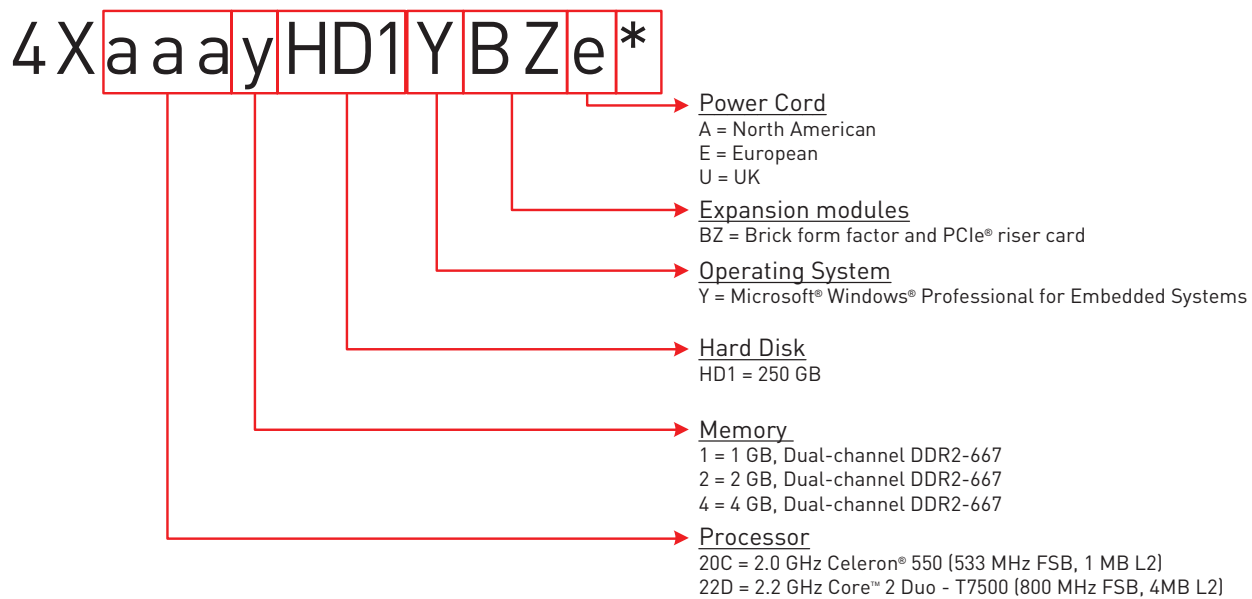 4XaaayHD1YBZe*
Power Cord
A = North American
E = European
U = UK
Expansion modules
BZ = Brick form factor and PCIe® riser card
Operating System
Y = Microsoft® Windows® Professional for Embedded Systems
Hard Disk
HD1 = 250 GB
Memory
1 = 1 GB, Dual-channel DDR2-667
2 = 2 GB, Dual-channel DDR2-667
4 = 4 GB, Dual-channel DDR2-667
Processor
20C = 2.0 GHz Celeron® 550 (533 MHz FSB, 1 MB L2)
22D = 2.2 GHz Core™ 2 Duo - T7500 (800 MHz FSB, 4MB L2)